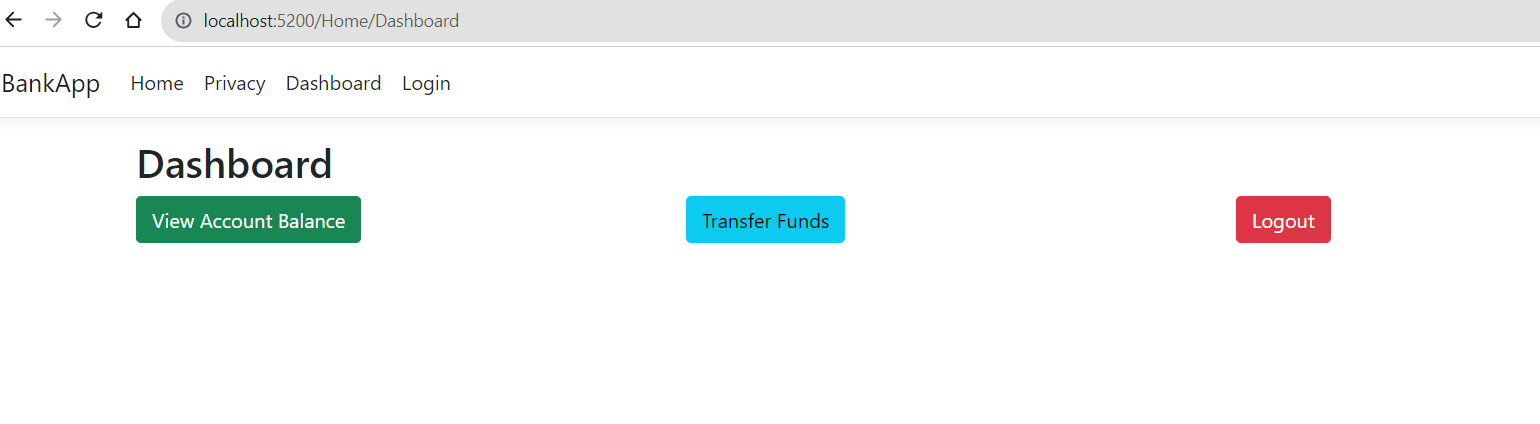 localhost:5200/Home/Dashboard
BankApp Home Privacy Dashboard Login
Dashboard
View Account Balance Transfer Funds Logout